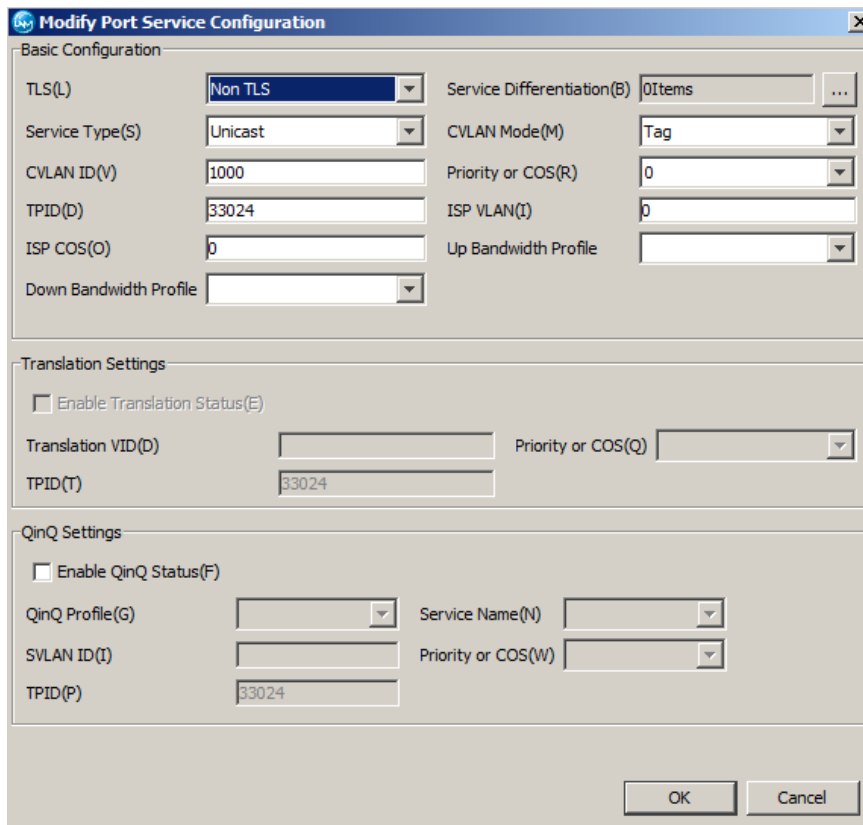 Modify Port Service Configuration
Basic Configuration
TLS(L) Non TLS Service Differentiation(B) 0Items ...
Service Type(S) Unicast CVLAN Mode(M) Tag
CVLAN ID(V) 1000 Priority or COS(R) 0
TPID(D) 33024 ISP VLAN(I) 0
ISP COS(O) 0 Up Bandwidth Profile
Down Bandwidth Profile
Translation Settings
Enable Translation Status(E)
Translation VID(D) Priority or COS(Q)
TPID(T) 33024
QinQ Settings
Enable QinQ Status(F)
QinQ Profile(G) Service Name(N)
SVLAN ID(I) Priority or COS(W)
TPID(P) 33024
OK Cancel